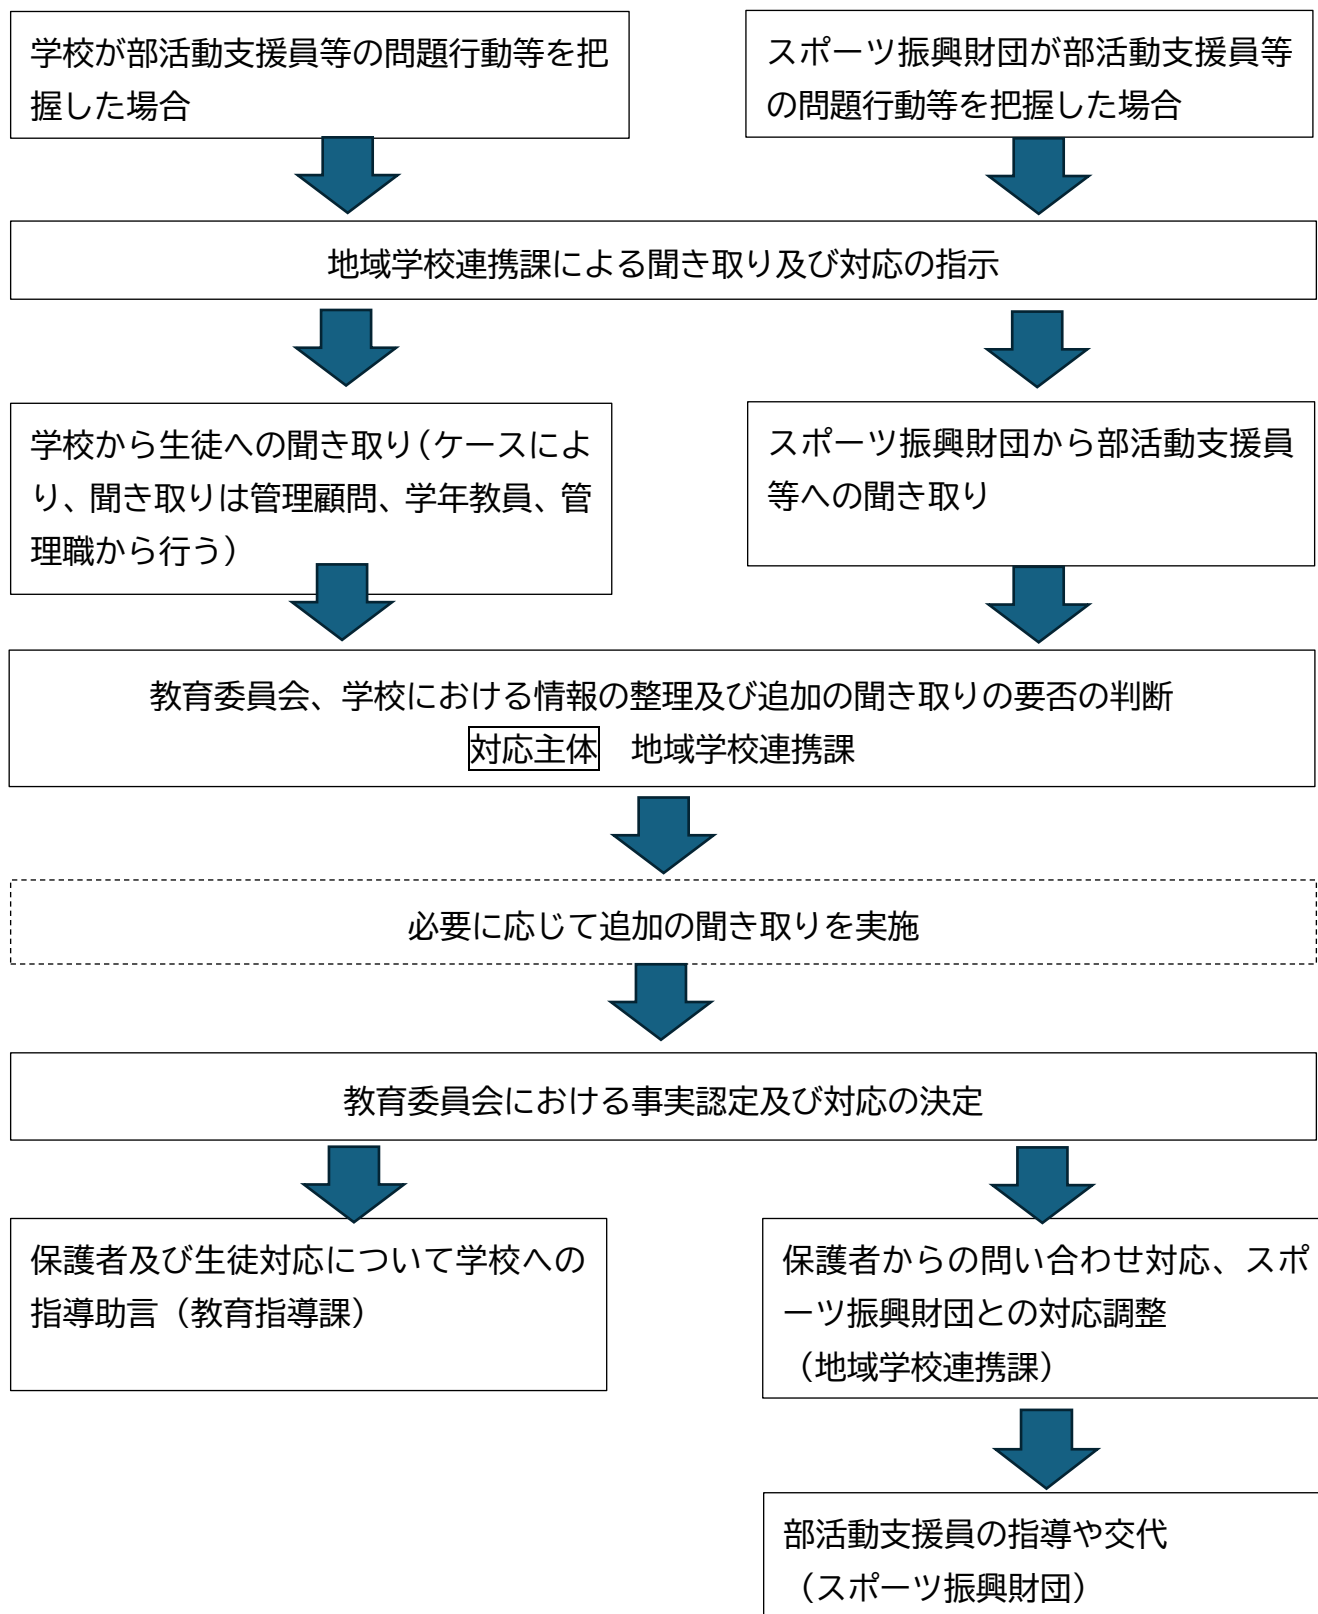 学校が部活動支援員等の問題行動等を把
握した場合
スポーツ振興財団が部活動支援員等
の問題行動等を把握した場合
地域学校連携課による聞き取り及び対応の指示
学校から生徒への聞き取り（ケースによ
り、聞き取りは管理顧問、学年教員、管
理職から行う）
スポーツ振興財団から部活動支援員
等への聞き取り
教育委員会、学校における情報の整理及び追加の聞き取りの要否の判断
対応主体　地域学校連携課
必要に応じて追加の聞き取りを実施
教育委員会における事実認定及び対応の決定
保護者及び生徒対応について学校への
指導助言（教育指導課）
保護者からの問い合わせ対応、スポ
ーツ振興財団との対応調整
（地域学校連携課）
部活動支援員の指導や交代
（スポーツ振興財団）